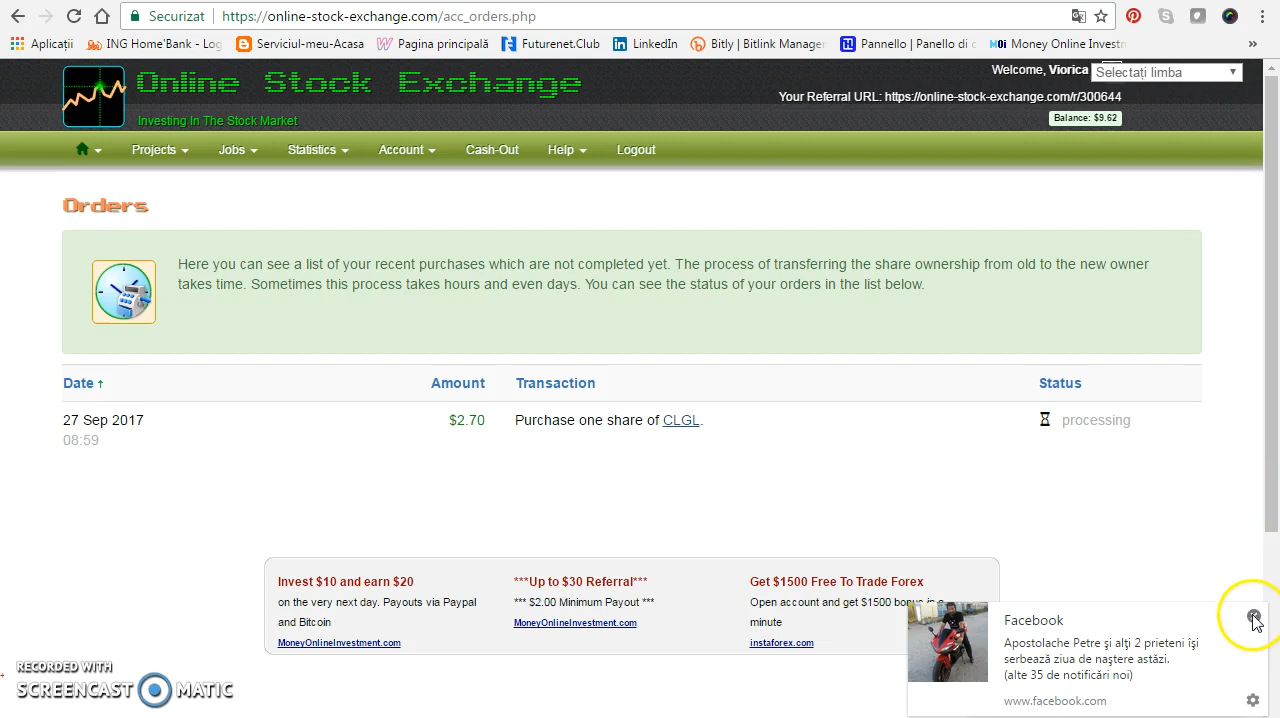 Securizat
https://online-stock-exchange.com/acc_orders.php
Aplicații
ING Home'Bank - Log
Serviciul-meu-Acasa
Pagina principală
Futurenet.Club
LinkedIn
Bitly | Bitlink Manager
Pannello | Panello di c
Money Online Investm
»
Online Stock Exchange
Investing In The Stock Market
Welcome, Viorica
Selectați limba
Your Referral URL: https://online-stock-exchange.com/r/300644
Balance: $9.62
Projects
Jobs
Statistics
Account
Cash-Out
Help
Logout
Orders
Here you can see a list of your recent purchases which are not completed yet. The process of transferring the share ownership from old to the new owner
takes time. Sometimes this process takes hours and even days. You can see the status of your orders in the list below.
Date ↑ Amount Transaction Status
27 Sep 2017 $2.70 Purchase one share of CLGL. processing
08:59
Invest $10 and earn $20
on the very next day. Payouts via Paypal
and Bitcoin
MoneyOnlineInvestment.com
***Up to $30 Referral***
*** $2.00 Minimum Payout ***
MoneyOnlineInvestment.com
Get $1500 Free To Trade Forex
Open account and get $1500 bonus in a
minute
instaforex.com
Facebook
Apostolache Petre şi alţi 2 prieteni îşi
serbează ziua de naştere astăzi.
(alte 35 de notificări noi)
www.facebook.com
RECORDED WITH
SCREENCAST MATIC